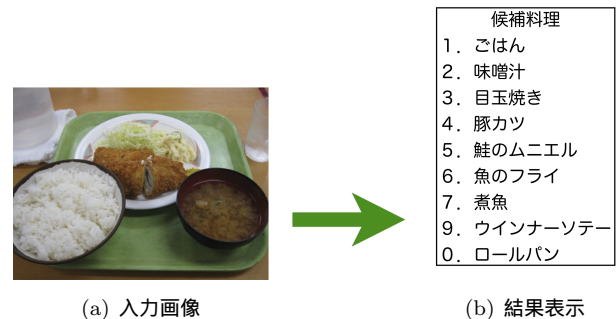 候補料理
1. ごはん
2. 味噌汁
3. 目玉焼き
4. 豚カツ
5. 鮭のムニエル
6. 魚のフライ
7. 煮魚
9. ウインナーソテー
0. ロールパン
(a) 入力画像
(b) 結果表示